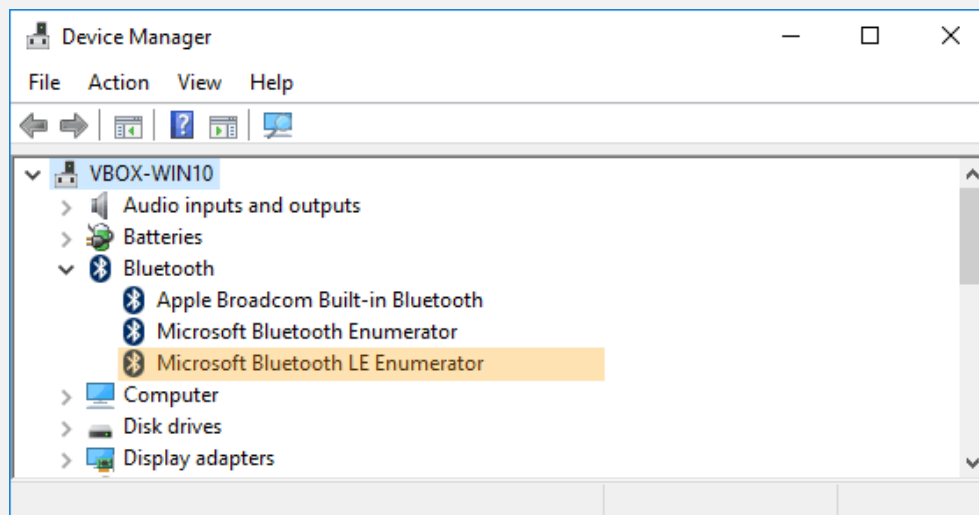 Device Manager
File Action View Help
VBOX-WIN10
Audio inputs and outputs
Batteries
Bluetooth
Apple Broadcom Built-in Bluetooth
Microsoft Bluetooth Enumerator
Microsoft Bluetooth LE Enumerator
Computer
Disk drives
Display adapters